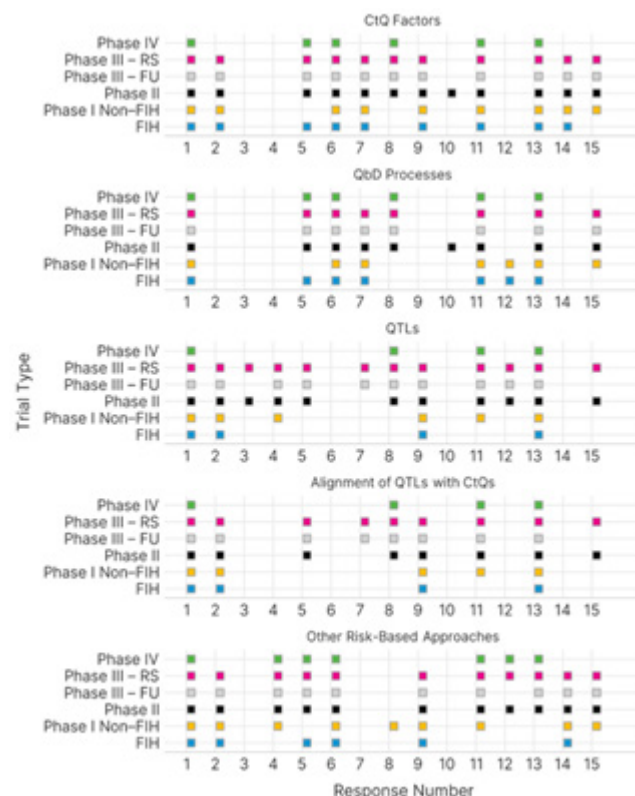 CtQ Factors
Phase IV
Phase III – RS
Phase III – FU
Phase II
Phase I Non–FIH
FIH
1 2 3 4 5 6 7 8 9 10 11 12 13 14 15
QbD Processes
Phase IV
Phase III – RS
Phase III – FU
Phase II
Phase I Non–FIH
FIH
1 2 3 4 5 6 7 8 9 10 11 12 13 14 15
QTLs
Phase IV
Phase III – RS
Phase III – FU
Phase II
Phase I Non–FIH
FIH
1 2 3 4 5 6 7 8 9 10 11 12 13 14 15
Trial Type
Alignment of QTLs with CtQs
Phase IV
Phase III – RS
Phase III – FU
Phase II
Phase I Non–FIH
FIH
1 2 3 4 5 6 7 8 9 10 11 12 13 14 15
Other Risk-Based Approaches
Phase IV
Phase III – RS
Phase III – FU
Phase II
Phase I Non–FIH
FIH
1 2 3 4 5 6 7 8 9 10 11 12 13 14 15
Response Number